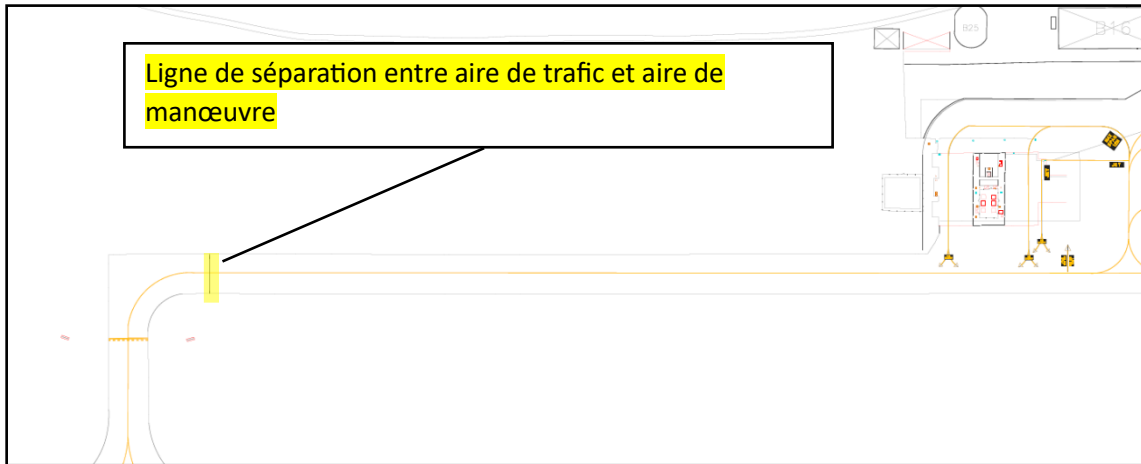 B25
B16
Ligne de séparation entre aire de trafic et aire de
manœuvre